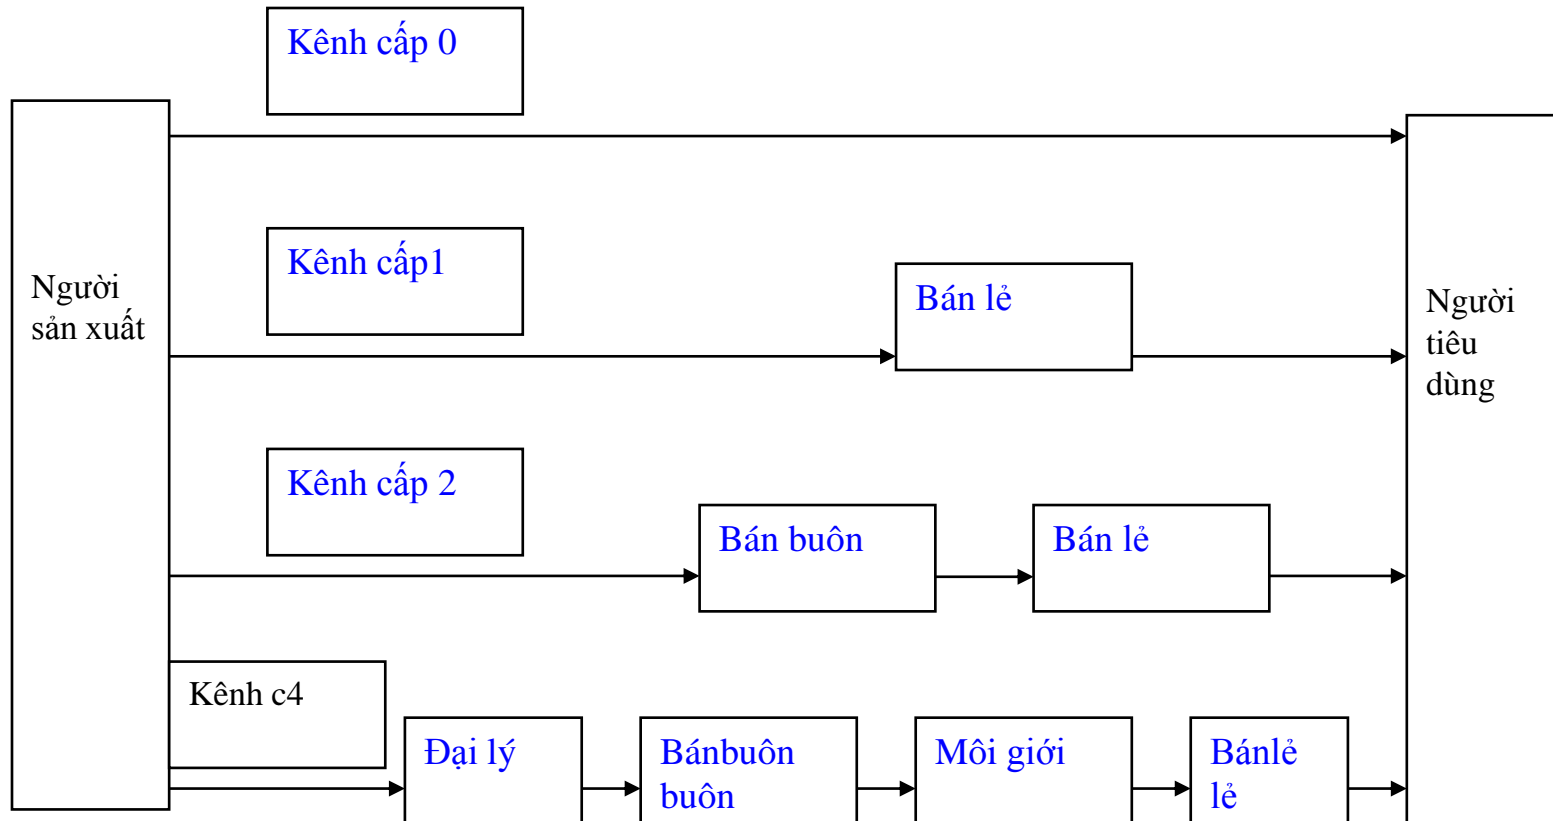 Kênh cấp 0
Người
sản xuất
Kênh cấp1
Bán lẻ
Người
tiêu
dùng
Kênh cấp 2
Bán buôn
Bán lẻ
Kênh c4
Đại lý
Bánbuôn
buôn
Môi giới
Bánlẻ
lẻ